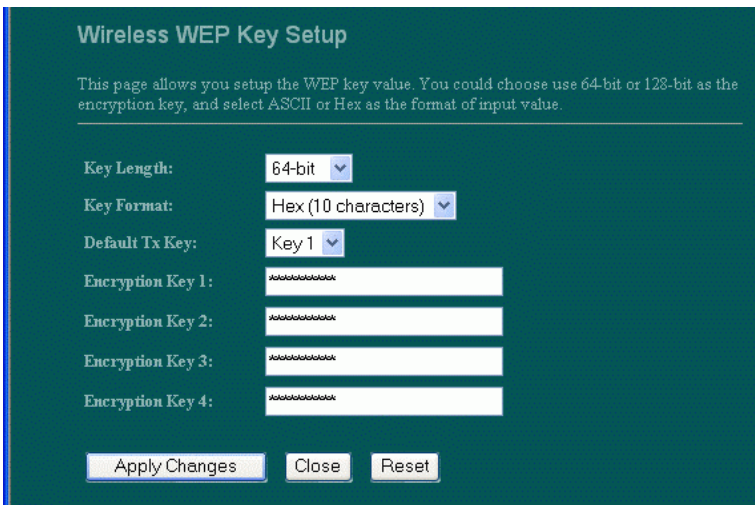 Wireless WEP Key Setup
This page allows you setup the WEP key value. You could choose use 64-bit or 128-bit as the
encryption key, and select ASCII or Hex as the format of input value.
Key Length: 64-bit
Key Format: Hex (10 characters)
Default Tx Key: Key 1
Encryption Key 1: **********
Encryption Key 2: **********
Encryption Key 3: **********
Encryption Key 4: **********
Apply Changes Close Reset